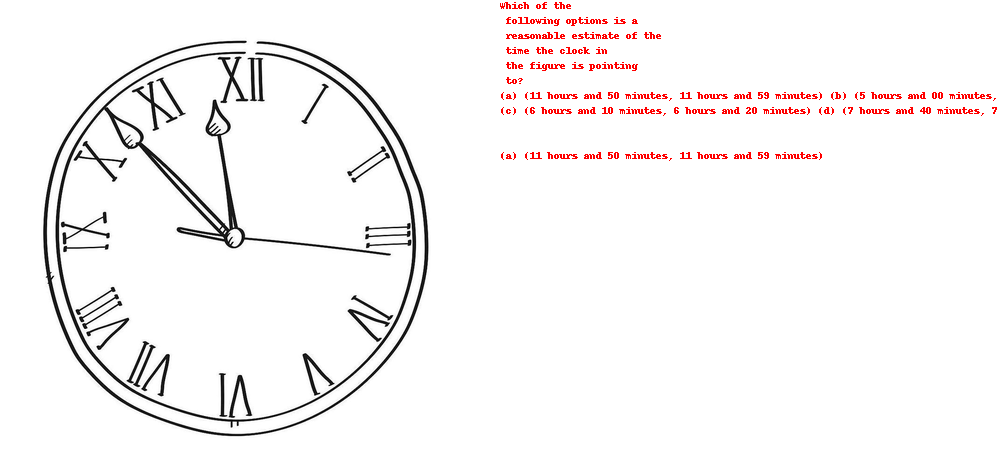 Which of the
following options is a
reasonable estimate of the
time the clock in
the figure is pointing
to?
(a) (11 hours and 50 minutes, 11 hours and 59 minutes) (b) (5 hours and 00 minutes,
(c) (6 hours and 10 minutes, 6 hours and 20 minutes) (d) (7 hours and 40 minutes, 7
(a) (11 hours and 50 minutes, 11 hours and 59 minutes)
XII
I
II
III
IV
V
VI
VII
VIII
IX
X
XI